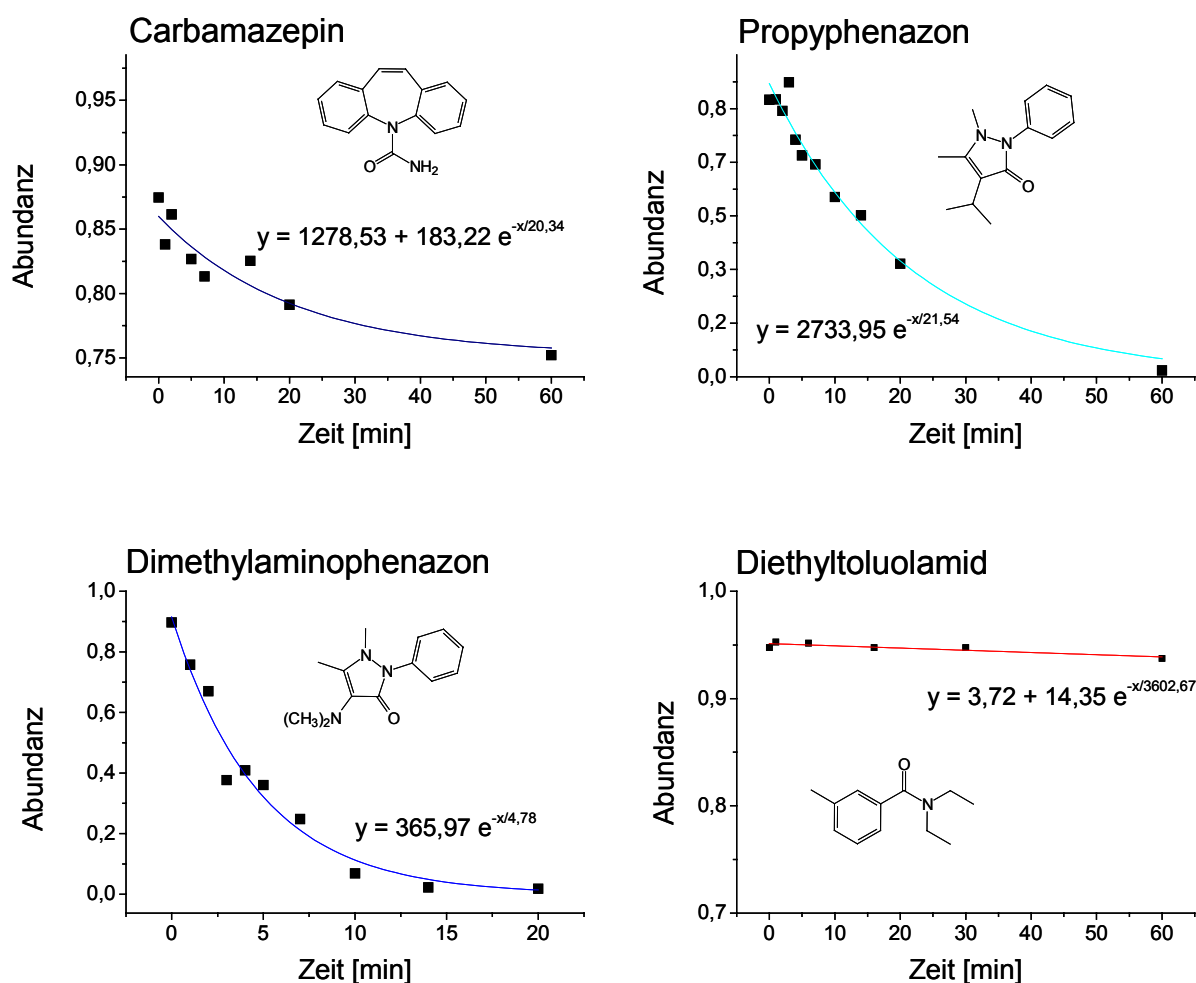 Carbamazepin
0,95
0,90
0,85
0,80
0,75
Abundanz
N
O
NH₂
y = 1278,53 + 183,22 e^-x/20,34
0 10 20 30 40 50 60
Zeit [min]
Propyphenazon
0,8
0,7
0,5
0,3
0,2
0,0
Abundanz
N
N
O
y = 2733,95 e^-x/21,54
0 10 20 30 40 50 60
Zeit [min]
Dimethylaminophenazon
1,0
0,8
0,6
0,4
0,2
0,0
Abundanz
N
N
(CH₃)₂N O
y = 365,97 e^-x/4,78
0 5 10 15 20
Zeit [min]
Diethyltoluolamid
1,0
0,9
0,8
0,7
Abundanz
y = 3,72 + 14,35 e^-x/3602,67
O
N
0 10 20 30 40 50 60
Zeit [min]